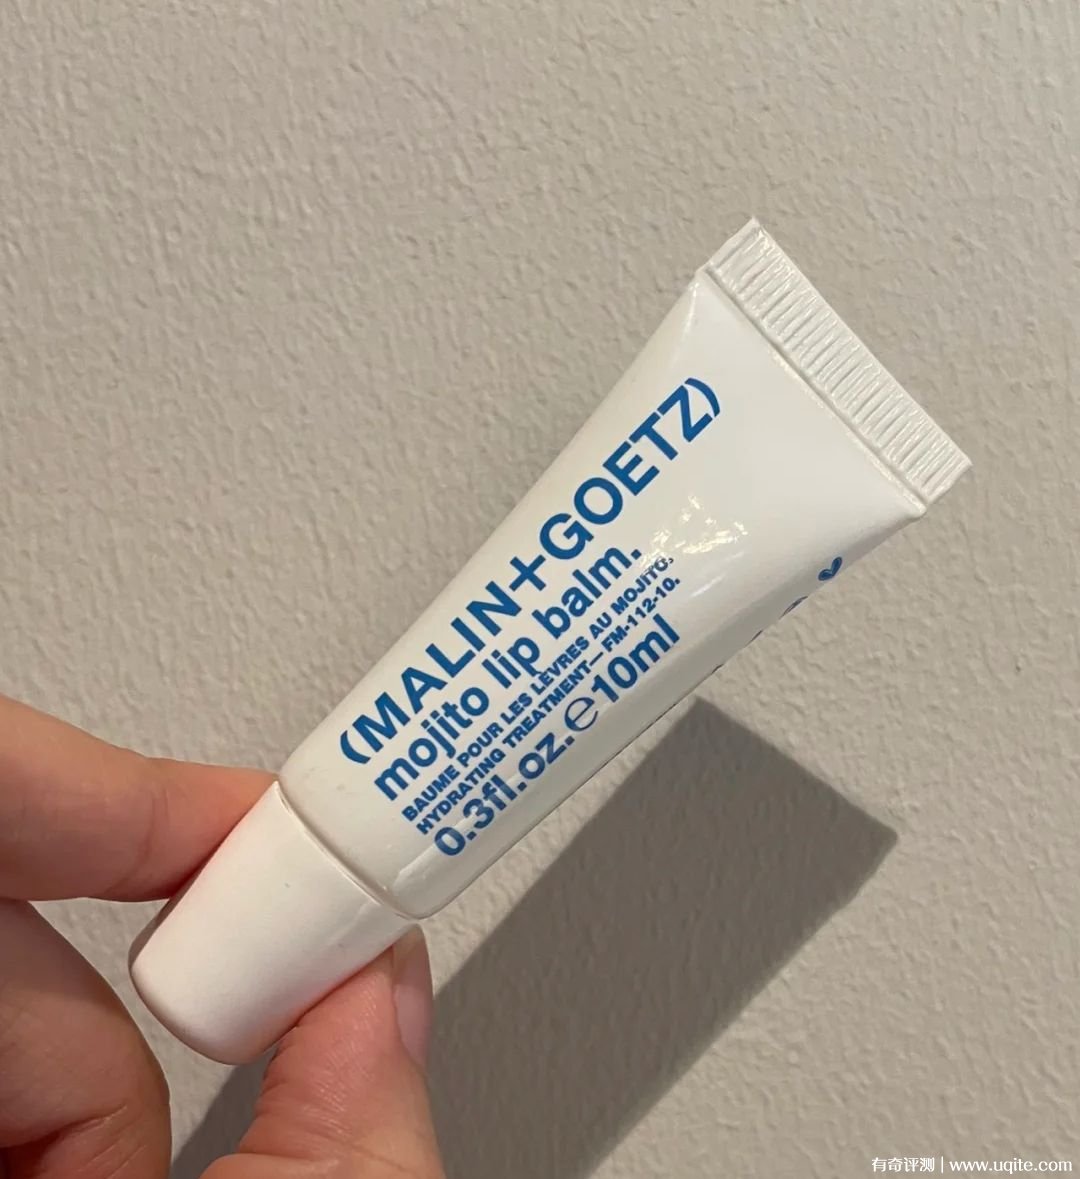 (MALIN+GOETZ)
mojito lip balm.
BAUME POUR LES LÈVRES AU MOJITO.
HYDRATING TREATMENT—FM-112-10.
0.3fl.oz.℮10ml
有奇评测 | www.uqite.com